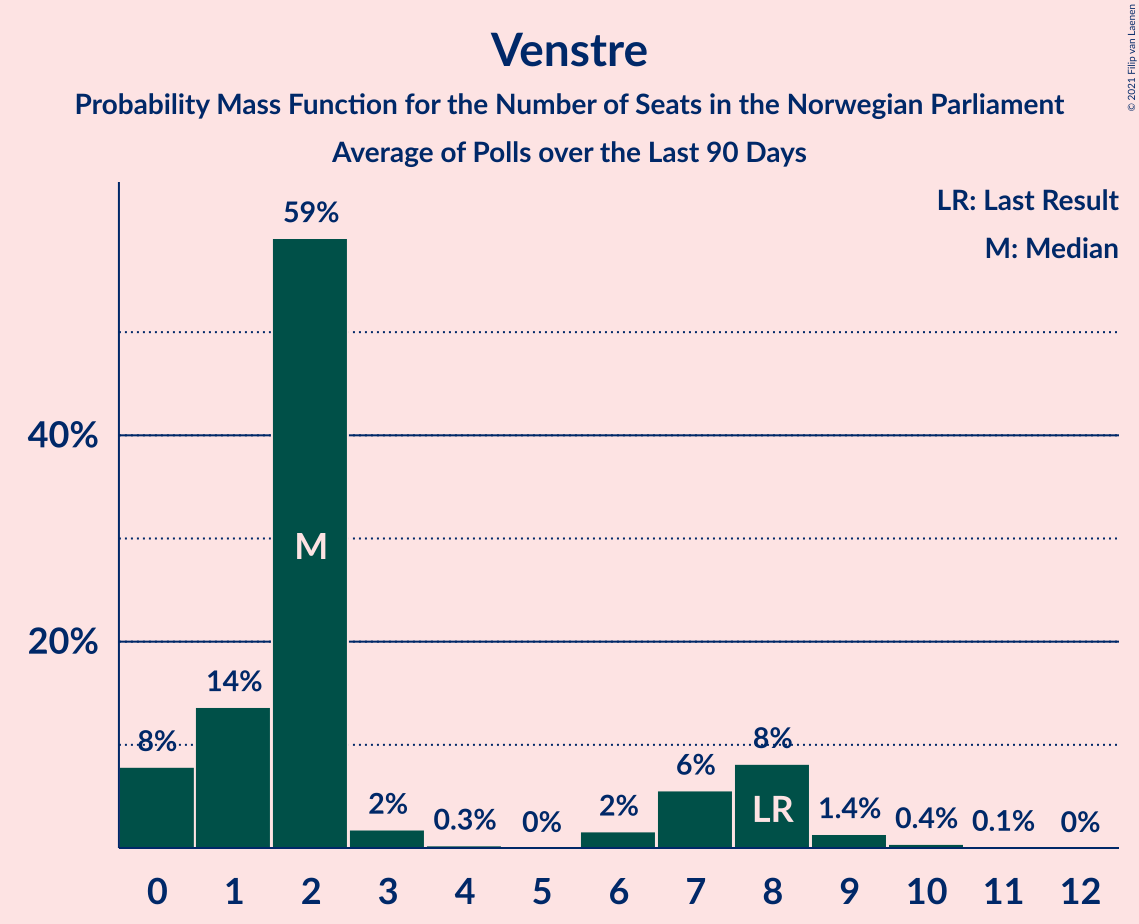 Venstre
Probability Mass Function for the Number of Seats in the Norwegian Parliament
Average of Polls over the Last 90 Days
© 2021 Filip van Laenen
LR: Last Result
M: Median
59%
40%
M
20%
14%
8%
2%
0.3%
0%
2%
6%
8%
LR
1.4%
0.4%
0.1%
0%
0 1 2 3 4 5 6 7 8 9 10 11 12